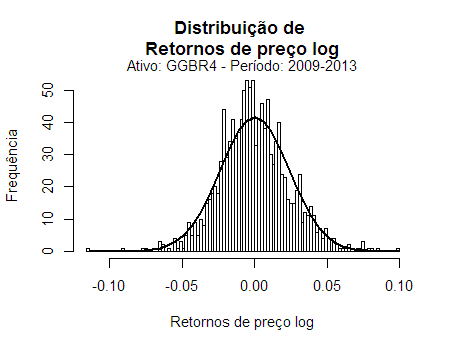 Distribuição de
Retornos de preço log
Ativo: GGBR4 - Período: 2009-2013
Frequência
50
40
30
20
10
0
-0.10 -0.05 0.00 0.05 0.10
Retornos de preço log